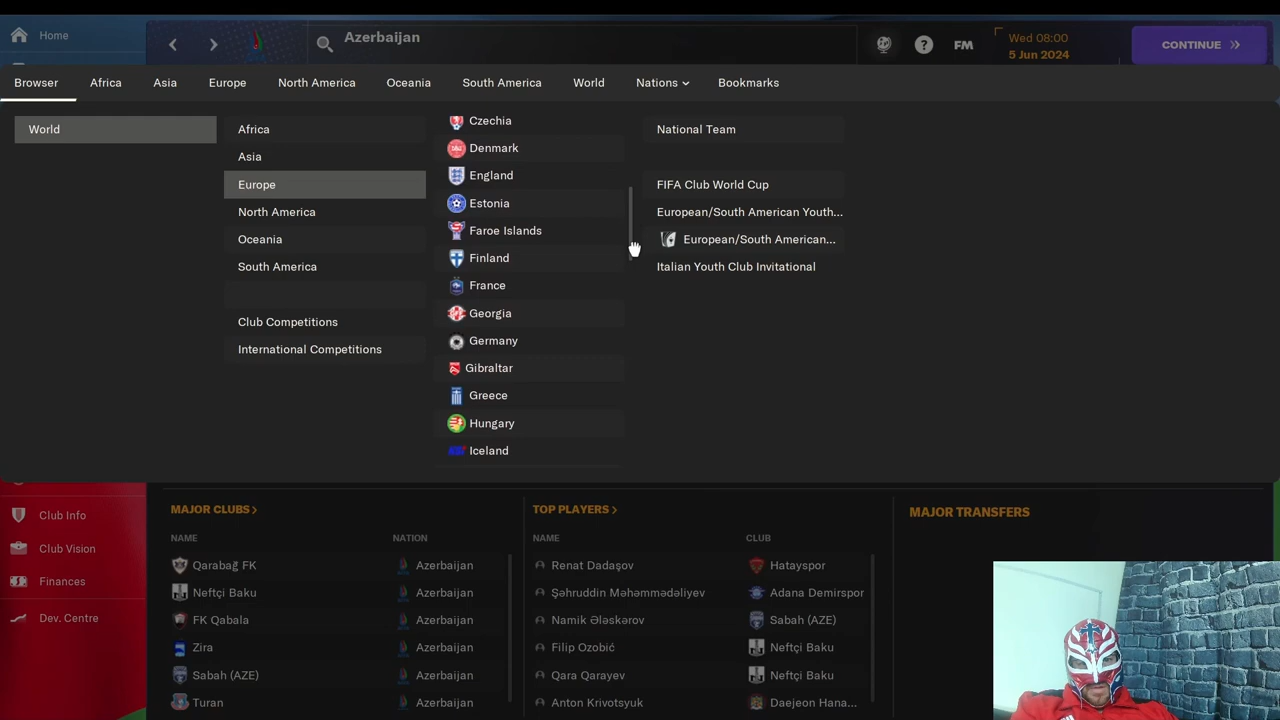 Home
Azerbaijan
?
FM
Wed 08:00
5 Jun 2024
CONTINUE
Browser
Africa
Asia
Europe
North America
Oceania
South America
World
Nations
Bookmarks
World
Africa
Asia
Europe
North America
Oceania
South America
Club Competitions
International Competitions
Czechia
Denmark
England
Estonia
Faroe Islands
Finland
France
Georgia
Germany
Gibraltar
Greece
Hungary
Iceland
National Team
FIFA Club World Cup
European/South American Youth...
European/South American...
Italian Youth Club Invitational
Club Info
Club Vision
Finances
Dev. Centre
MAJOR CLUBS
NAME NATION
Qarabağ FK Azerbaijan
Neftçi Baku Azerbaijan
FK Qabala Azerbaijan
Zira Azerbaijan
Sabah (AZE) Azerbaijan
Turan Azerbaijan
TOP PLAYERS
NAME CLUB
Renat Dadaşov Hatayspor
Şəhruddin Məhəmmədəliyev Adana Demirspor
Namik Ələskərov Sabah (AZE)
Filip Ozobić Neftçi Baku
Qara Qarayev Neftçi Baku
Anton Krivotsyuk Daejeon Hana...
MAJOR TRANSFERS